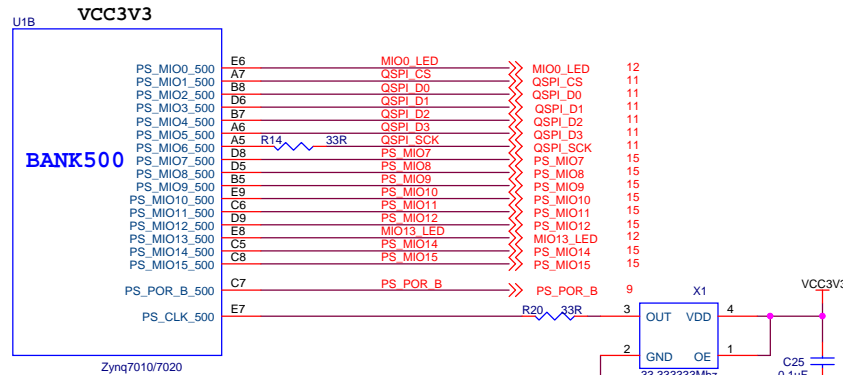 VCC3V3
U1B
PS_MIO0_500 E6 MIO0_LED MIO0_LED 12
PS_MIO1_500 A7 QSPI_CS QSPI_CS 11
PS_MIO2_500 B8 QSPI_D0 QSPI_D0 11
PS_MIO3_500 D6 QSPI_D1 QSPI_D1 11
PS_MIO4_500 B7 QSPI_D2 QSPI_D2 11
PS_MIO5_500 A6 QSPI_D3 QSPI_D3 11
PS_MIO6_500 A5 R14 33R QSPI_SCK QSPI_SCK 11
BANK500
PS_MIO7_500 D8 PS_MIO7 PS_MIO7 15
PS_MIO8_500 D5 PS_MIO8 PS_MIO8 15
PS_MIO9_500 B5 PS_MIO9 PS_MIO9 15
PS_MIO10_500 E9 PS_MIO10 PS_MIO10 15
PS_MIO11_500 C6 PS_MIO11 PS_MIO11 15
PS_MIO12_500 D9 PS_MIO12 PS_MIO12 15
PS_MIO13_500 E8 MIO13_LED MIO13_LED 12
PS_MIO14_500 C5 PS_MIO14 PS_MIO14 15
PS_MIO15_500 C8 PS_MIO15 PS_MIO15 15
PS_POR_B_500 C7 PS_POR_B PS_POR_B 9
X1
VCC3V3
PS_CLK_500 E7 R20 33R 3 OUT VDD 4
2 GND OE 1
Zynq7010/7020
C25
0.1uF
33.333333Mhz